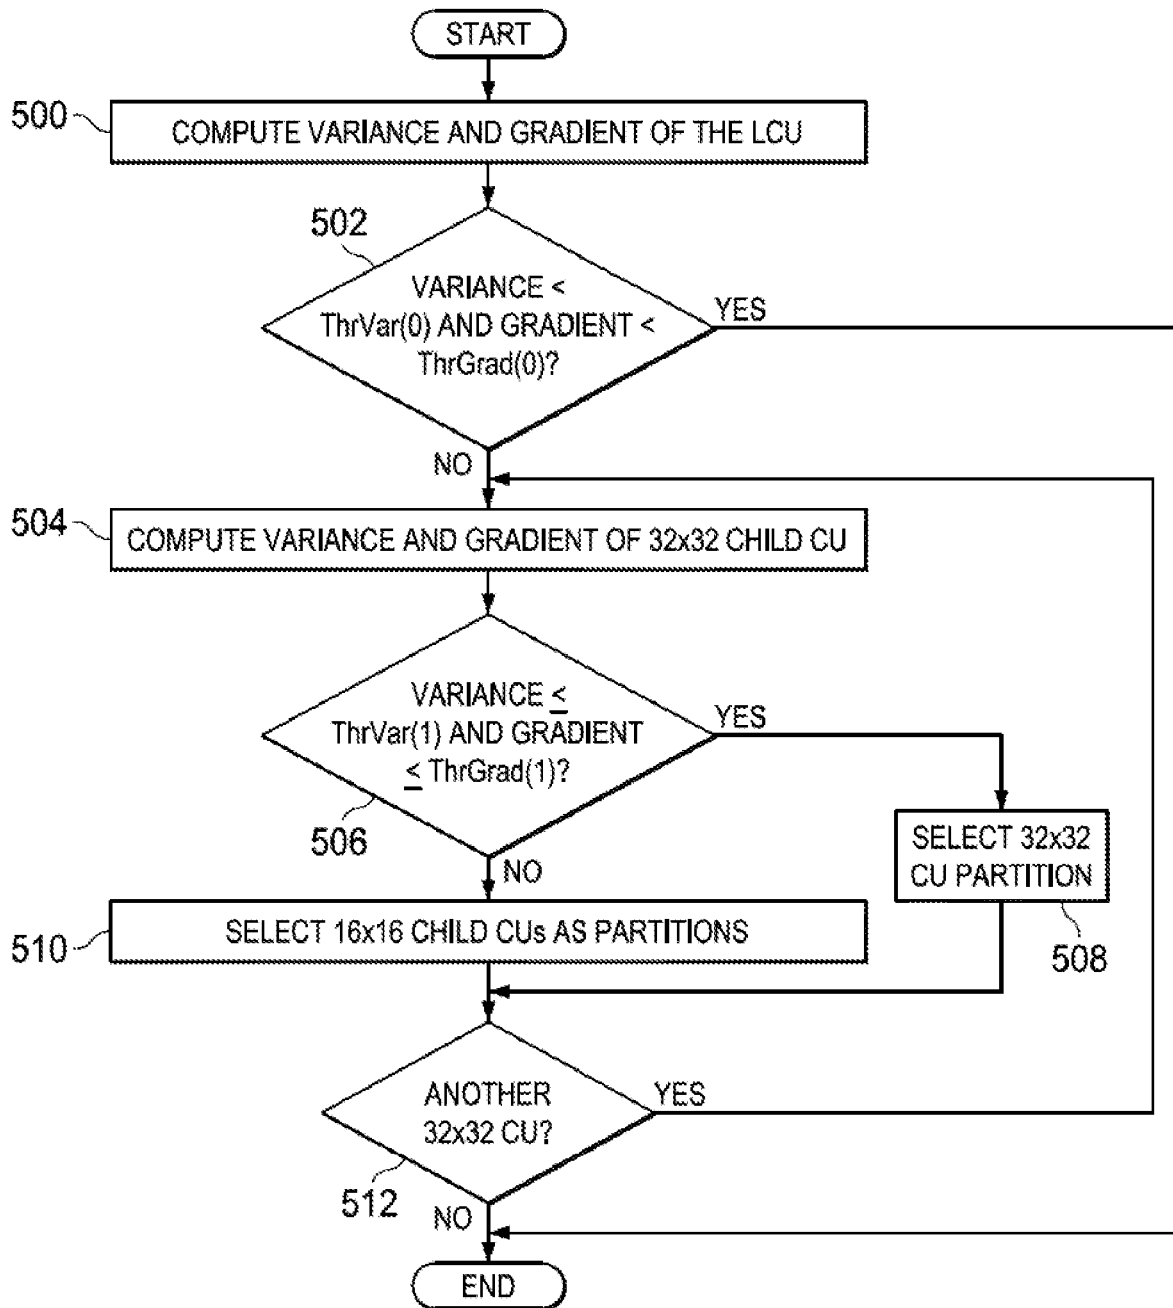 START
500
COMPUTE VARIANCE AND GRADIENT OF THE LCU
502
VARIANCE <
ThrVar(0) AND GRADIENT <
ThrGrad(0)?
YES
NO
504
COMPUTE VARIANCE AND GRADIENT OF 32x32 CHILD CU
VARIANCE ≤
ThrVar(1) AND GRADIENT
≤ ThrGrad(1)?
YES
506
NO
SELECT 32x32
CU PARTITION
508
510
SELECT 16x16 CHILD CUs AS PARTITIONS
ANOTHER
32x32 CU?
YES
512
NO
END